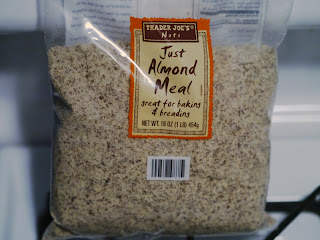 TRADER JOE'S®
Nuts
Just
Almond
Meal
great for baking
& breading
NET WT. 16 OZ (1 LB) 454g